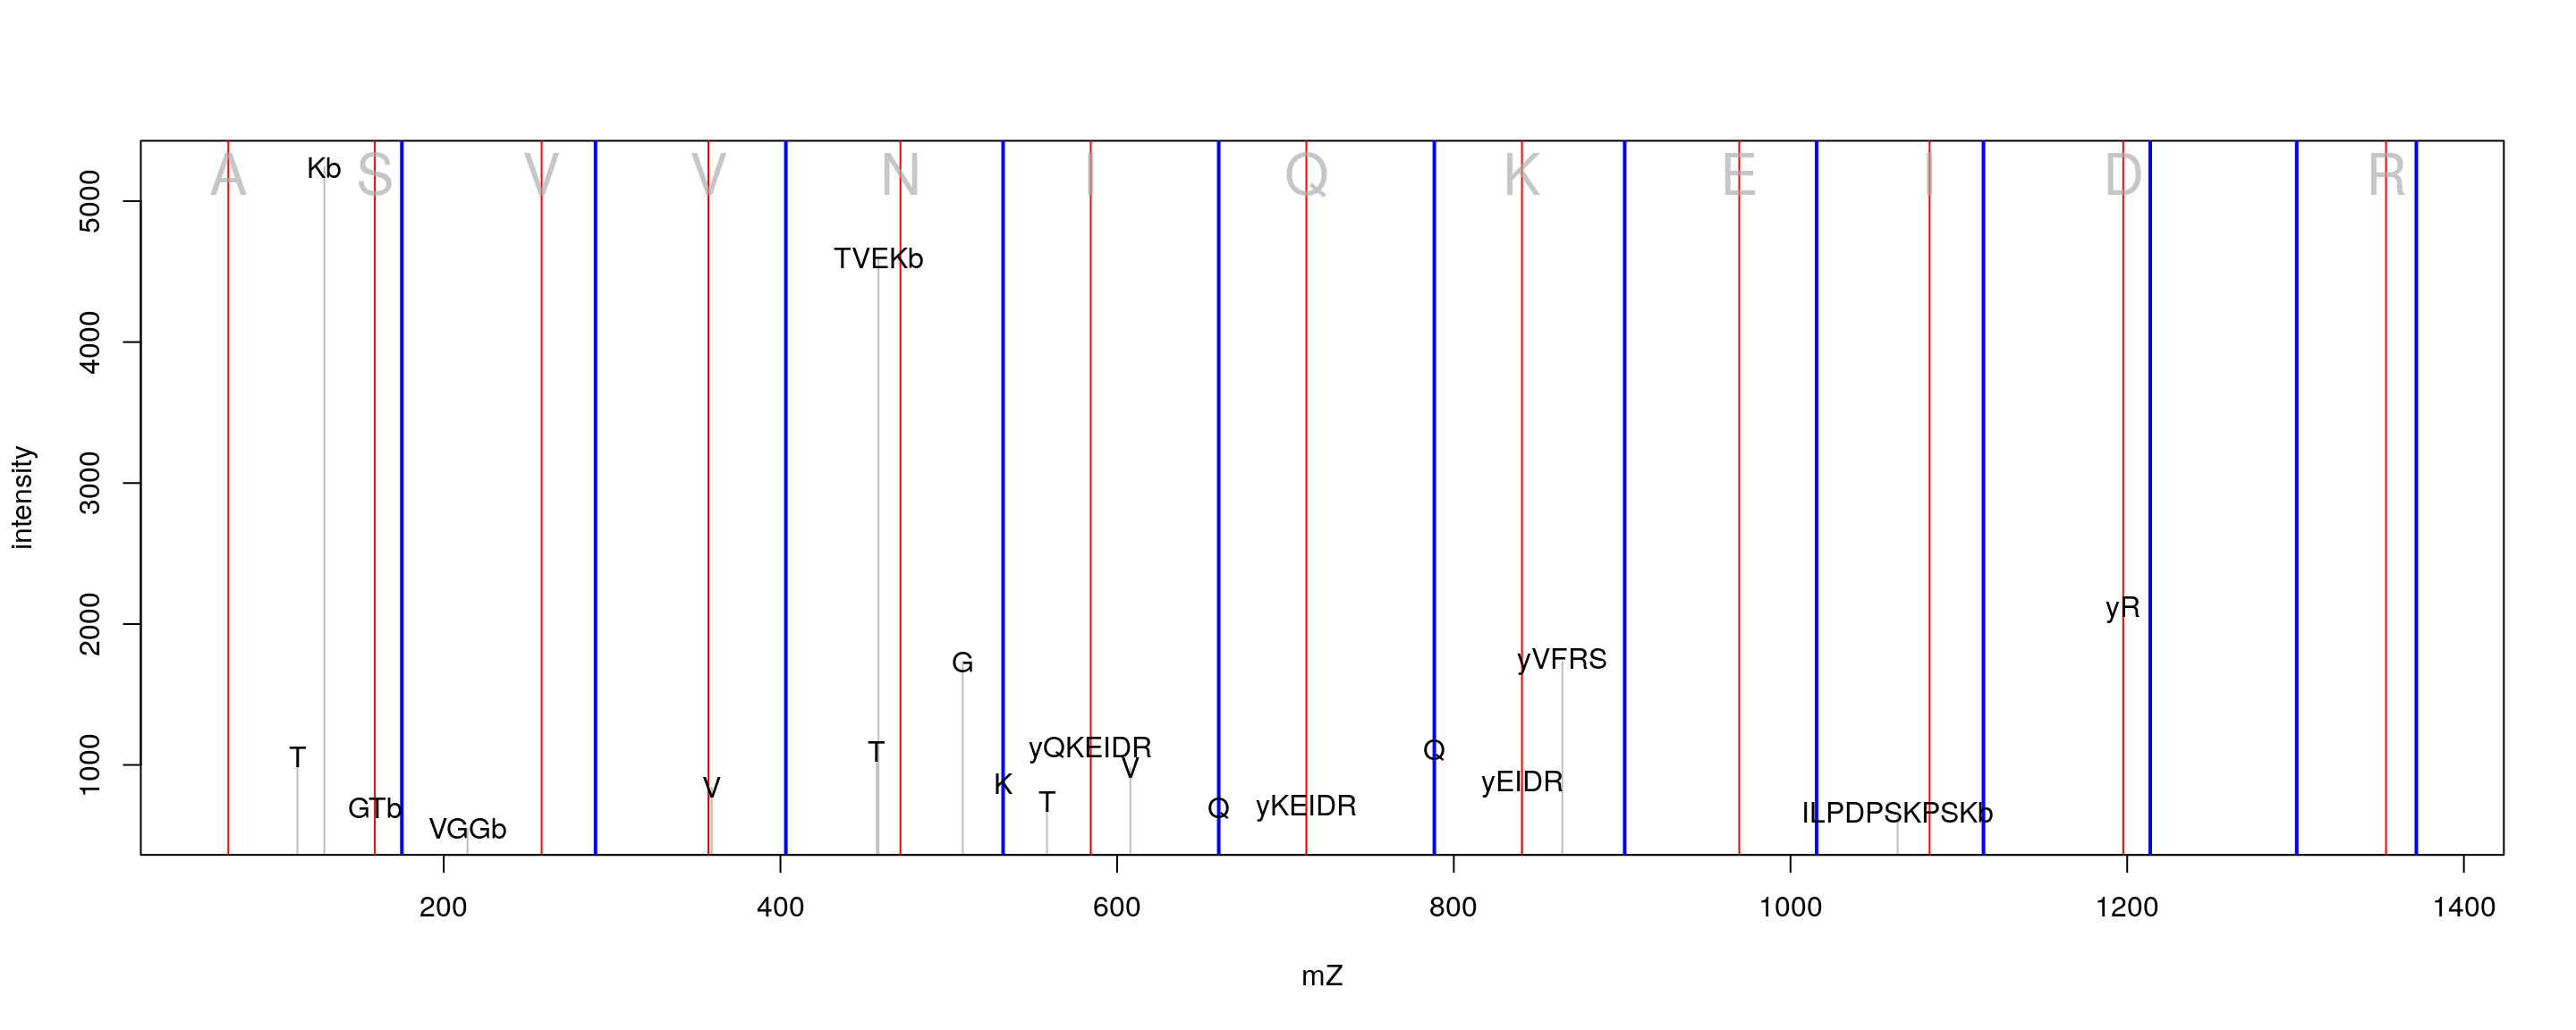 A S V V N I Q K E I D R
Kb
TVEKb
yR
G
yVFRS
T
T
yQKEIDR
Q
V
V
K
yEIDR
T
GTb
Q
yKEIDR
ILPDPSKPSKb
VGGb
5000
4000
3000
2000
1000
intensity
200 400 600 800 1000 1200 1400
mZ